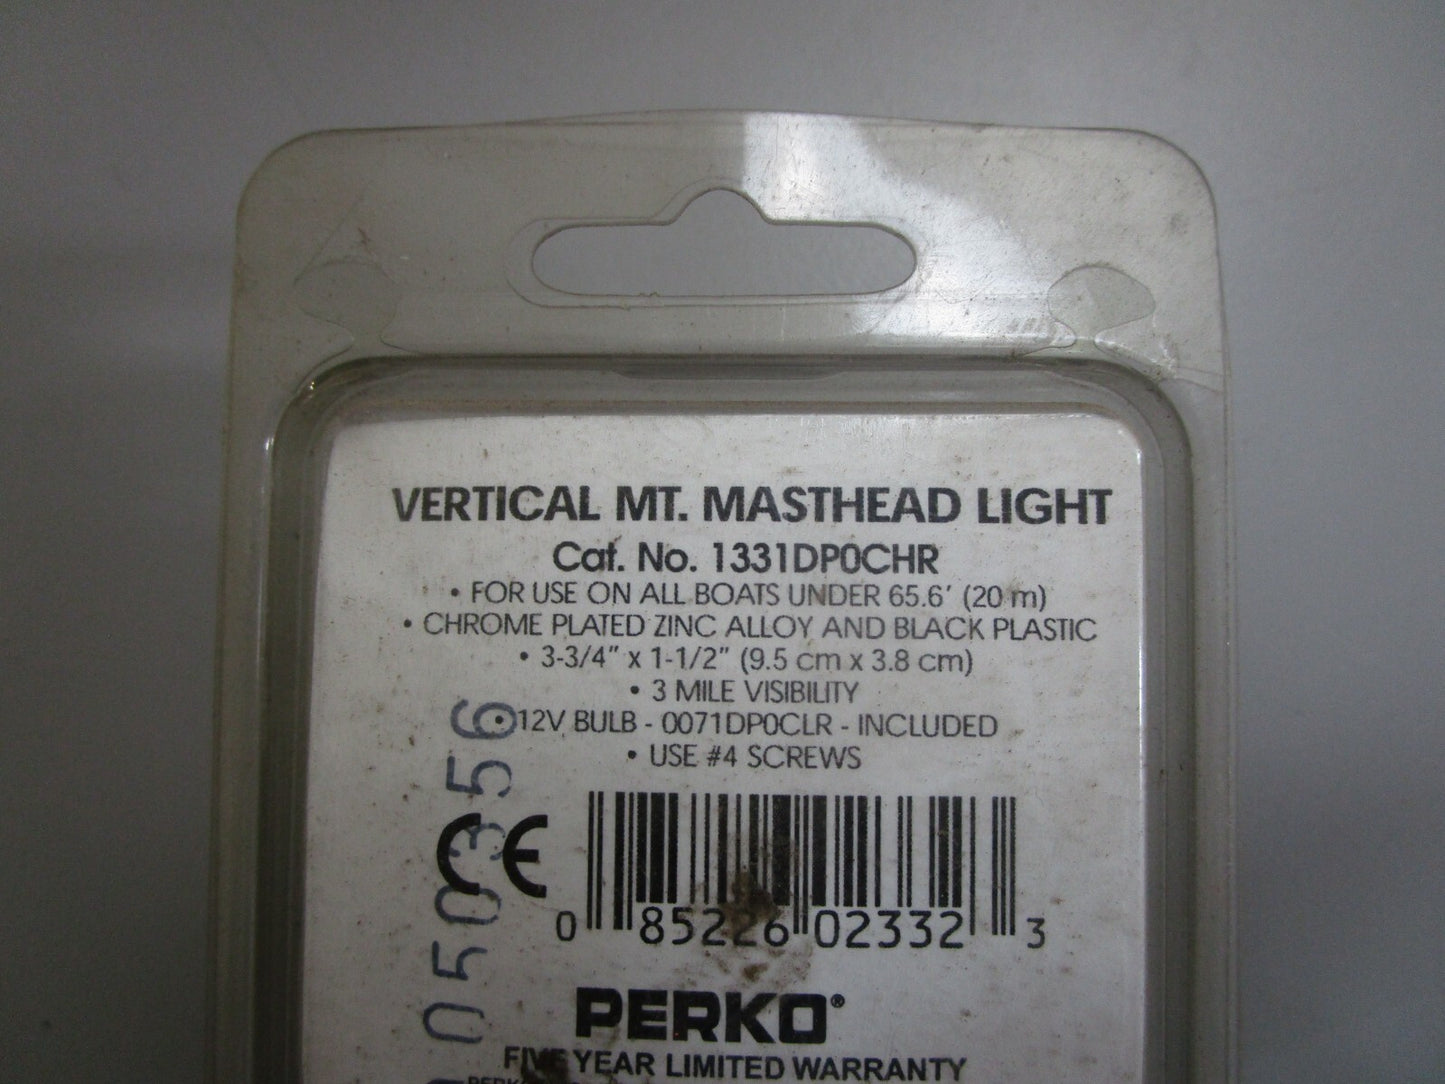 VERTICAL MT. MASTHEAD LIGHT
Cat. No. 1331DP0CHR
• FOR USE ON ALL BOATS UNDER 65.6' (20 m)
• CHROME PLATED ZINC ALLOY AND BLACK PLASTIC
• 3-3/4" x 1-1/2" (9.5 cm x 3.8 cm)
• 3 MILE VISIBILITY
• 12V BULB - 0071DP0CLR - INCLUDED
• USE #4 SCREWS
050356
CE
0 85226 02332 3
PERKO®
FIVE YEAR LIMITED WARRANTY